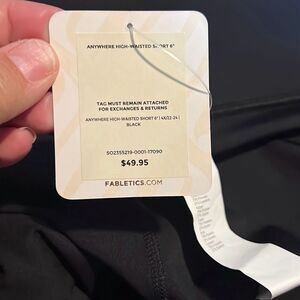 ANYWHERE HIGH-WAISTED SHORT 6"
TAG MUST REMAIN ATTACHED
FOR EXCHANGES & RETURNS
ANYWHERE HIGH-WAISTED SHORT 6" | 4X/22-24 |
BLACK
SO2355219-0001-17090
$49.95
FABLETICS.COM